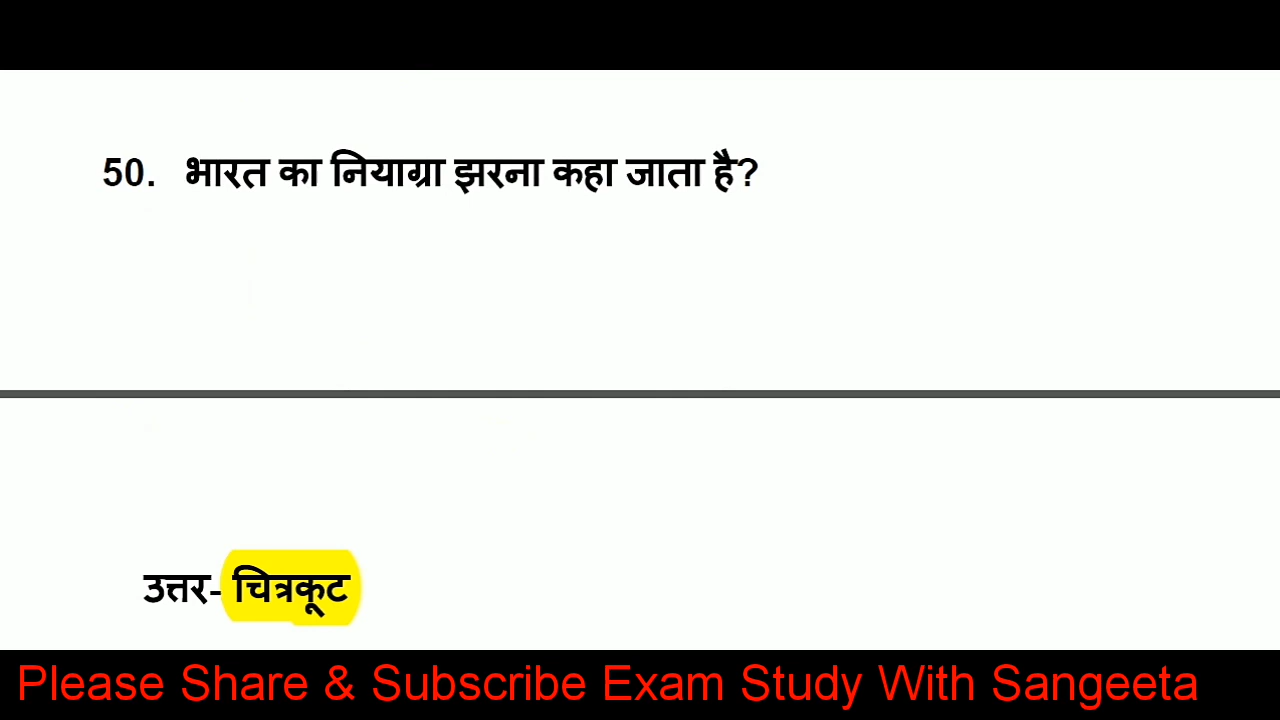 50. भारत का नियाग्रा झरना कहा जाता है?
उत्तर- चित्रकूट
Please Share & Subscribe Exam Study With Sangeeta